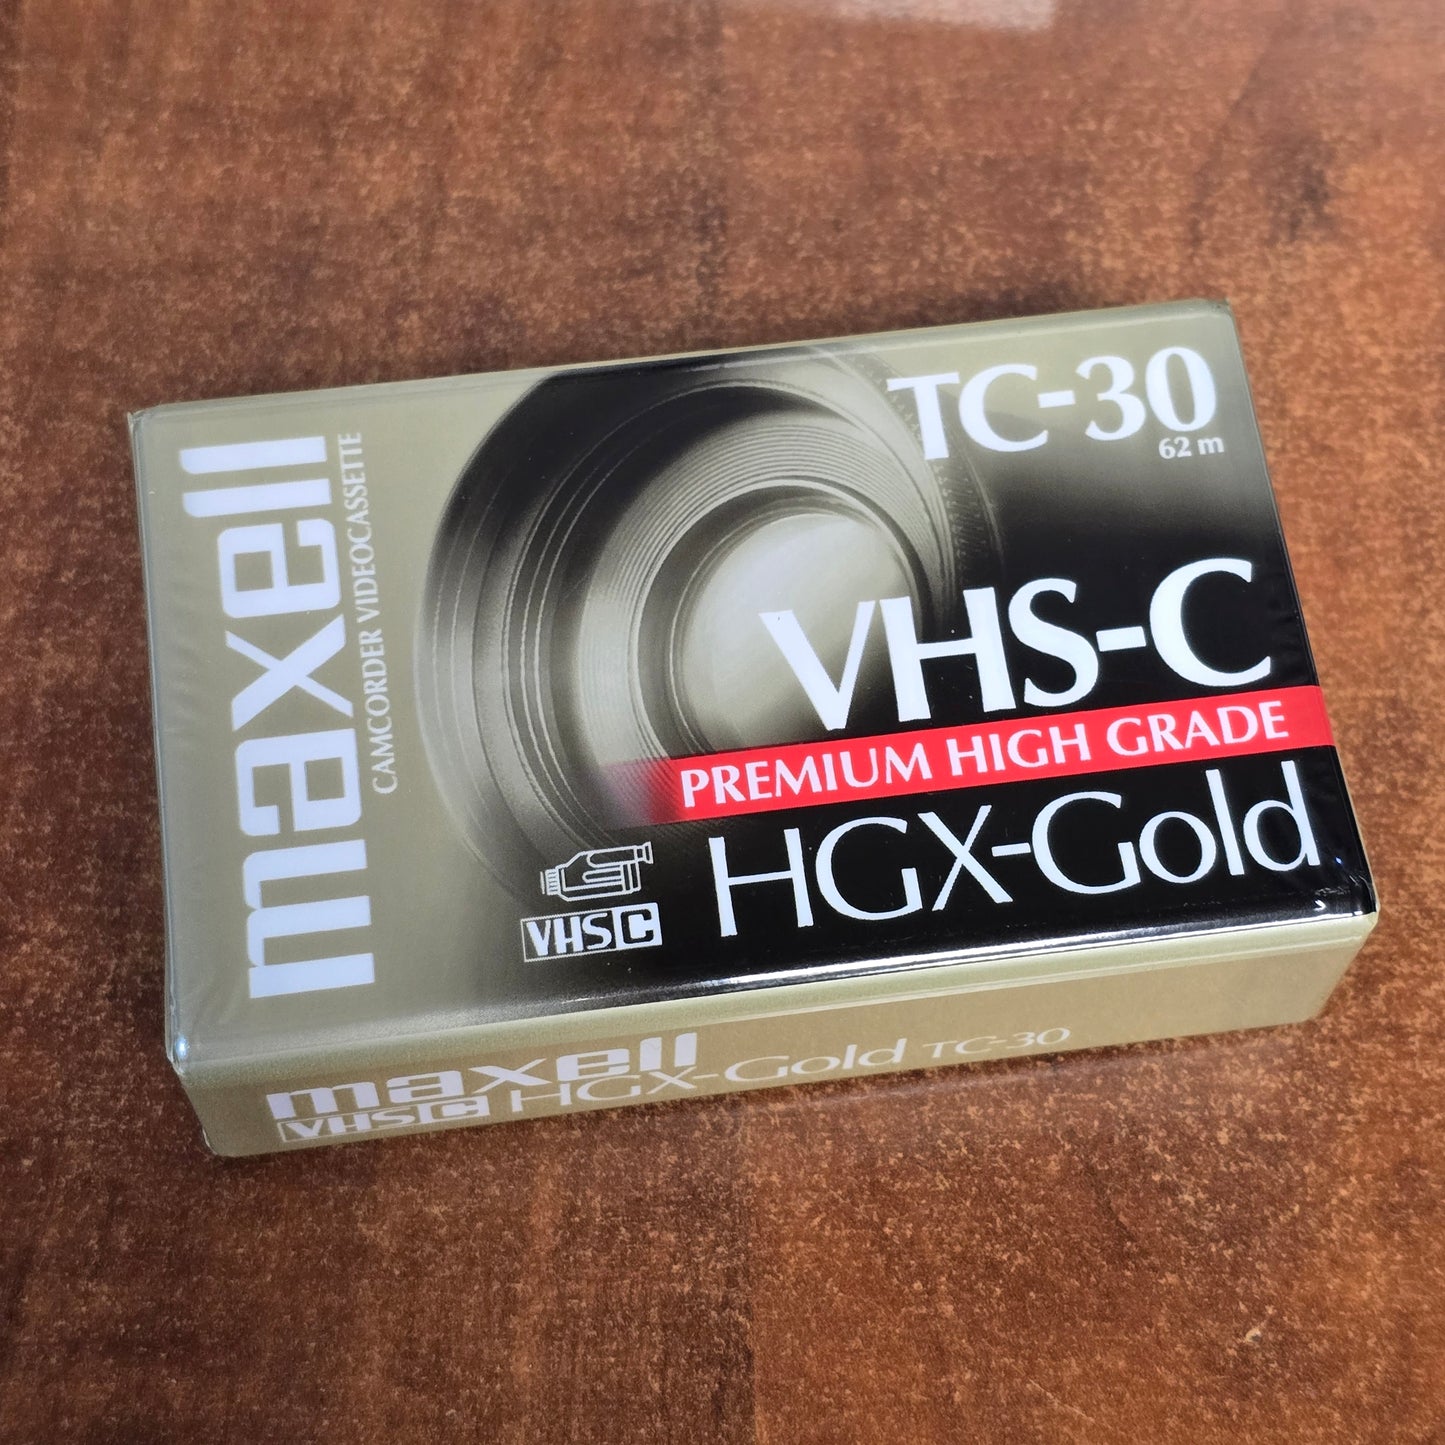 maxell
CAMCORDER VIDEOCASSETTE
TC-30
62 m
VHS-C
PREMIUM HIGH GRADE
HGX-Gold
VHS C
maxell
VHS C HGX-Gold TC-30